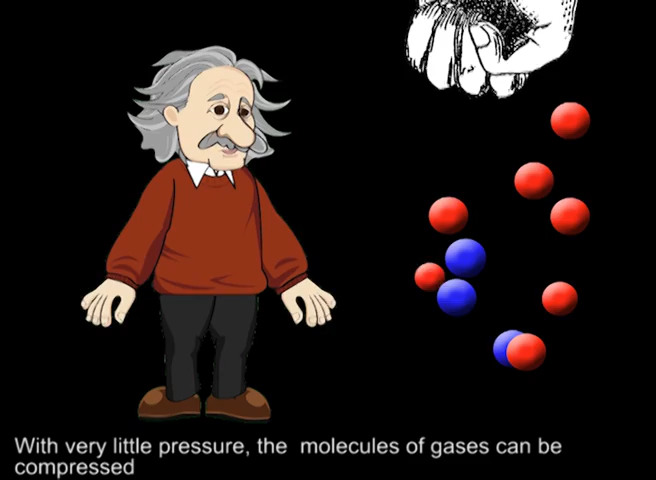 With very little pressure, the  molecules of gases can be
compressed